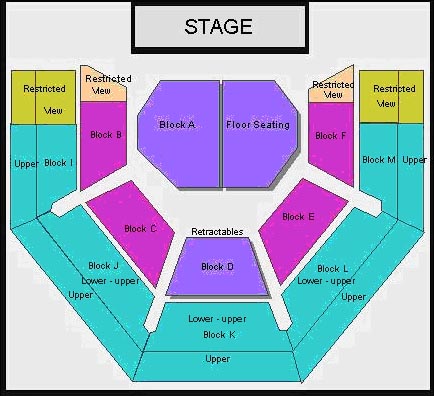 STAGE
Restricted
View
Restricted
View
Restricted
View
Restricted
View
Block A
Floor Seating
Block B
Block F
Upper
Block I
Block M
Upper
Block C
Block E
Retractables
Block D
Block J
Lower - upper
Upper
Block L
Lower - upper
Upper
Lower - upper
Block K
Upper